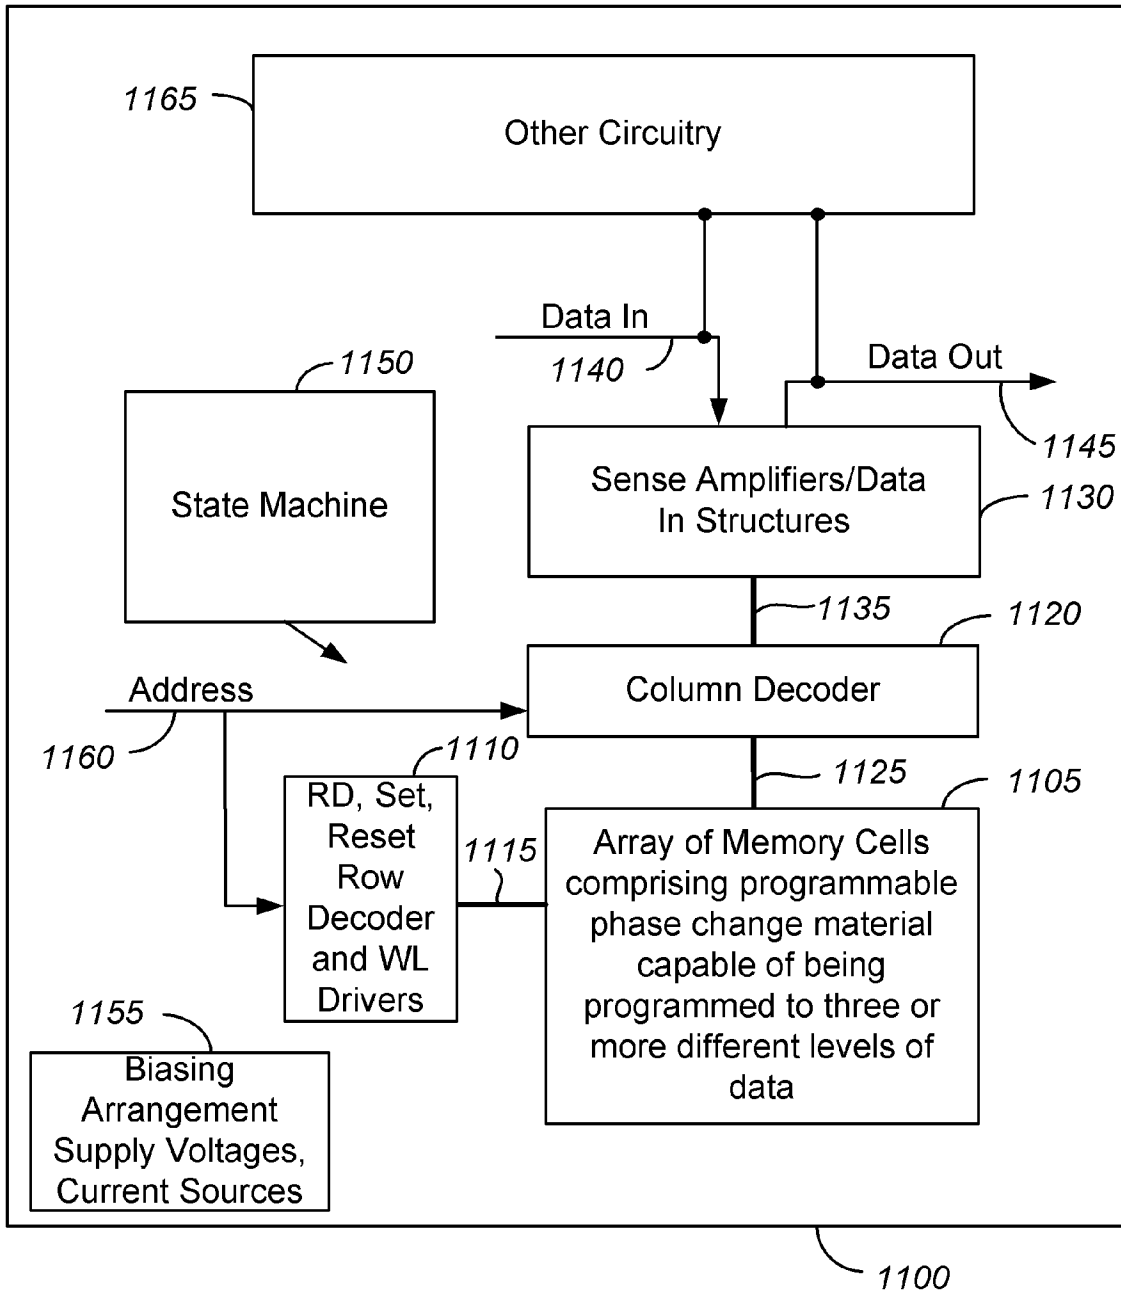 1165
Other Circuitry
Data In
1140
1150
Data Out
1145
State Machine
Sense Amplifiers/Data
In Structures
1130
1135
1120
Address
Column Decoder
1160
1110
1125
1105
RD, Set,
Reset
Row
Decoder
and WL
Drivers
1115
Array of Memory Cells
comprising programmable
phase change material
capable of being
programmed to three or
more different levels of
data
1155
Biasing
Arrangement
Supply Voltages,
Current Sources
1100